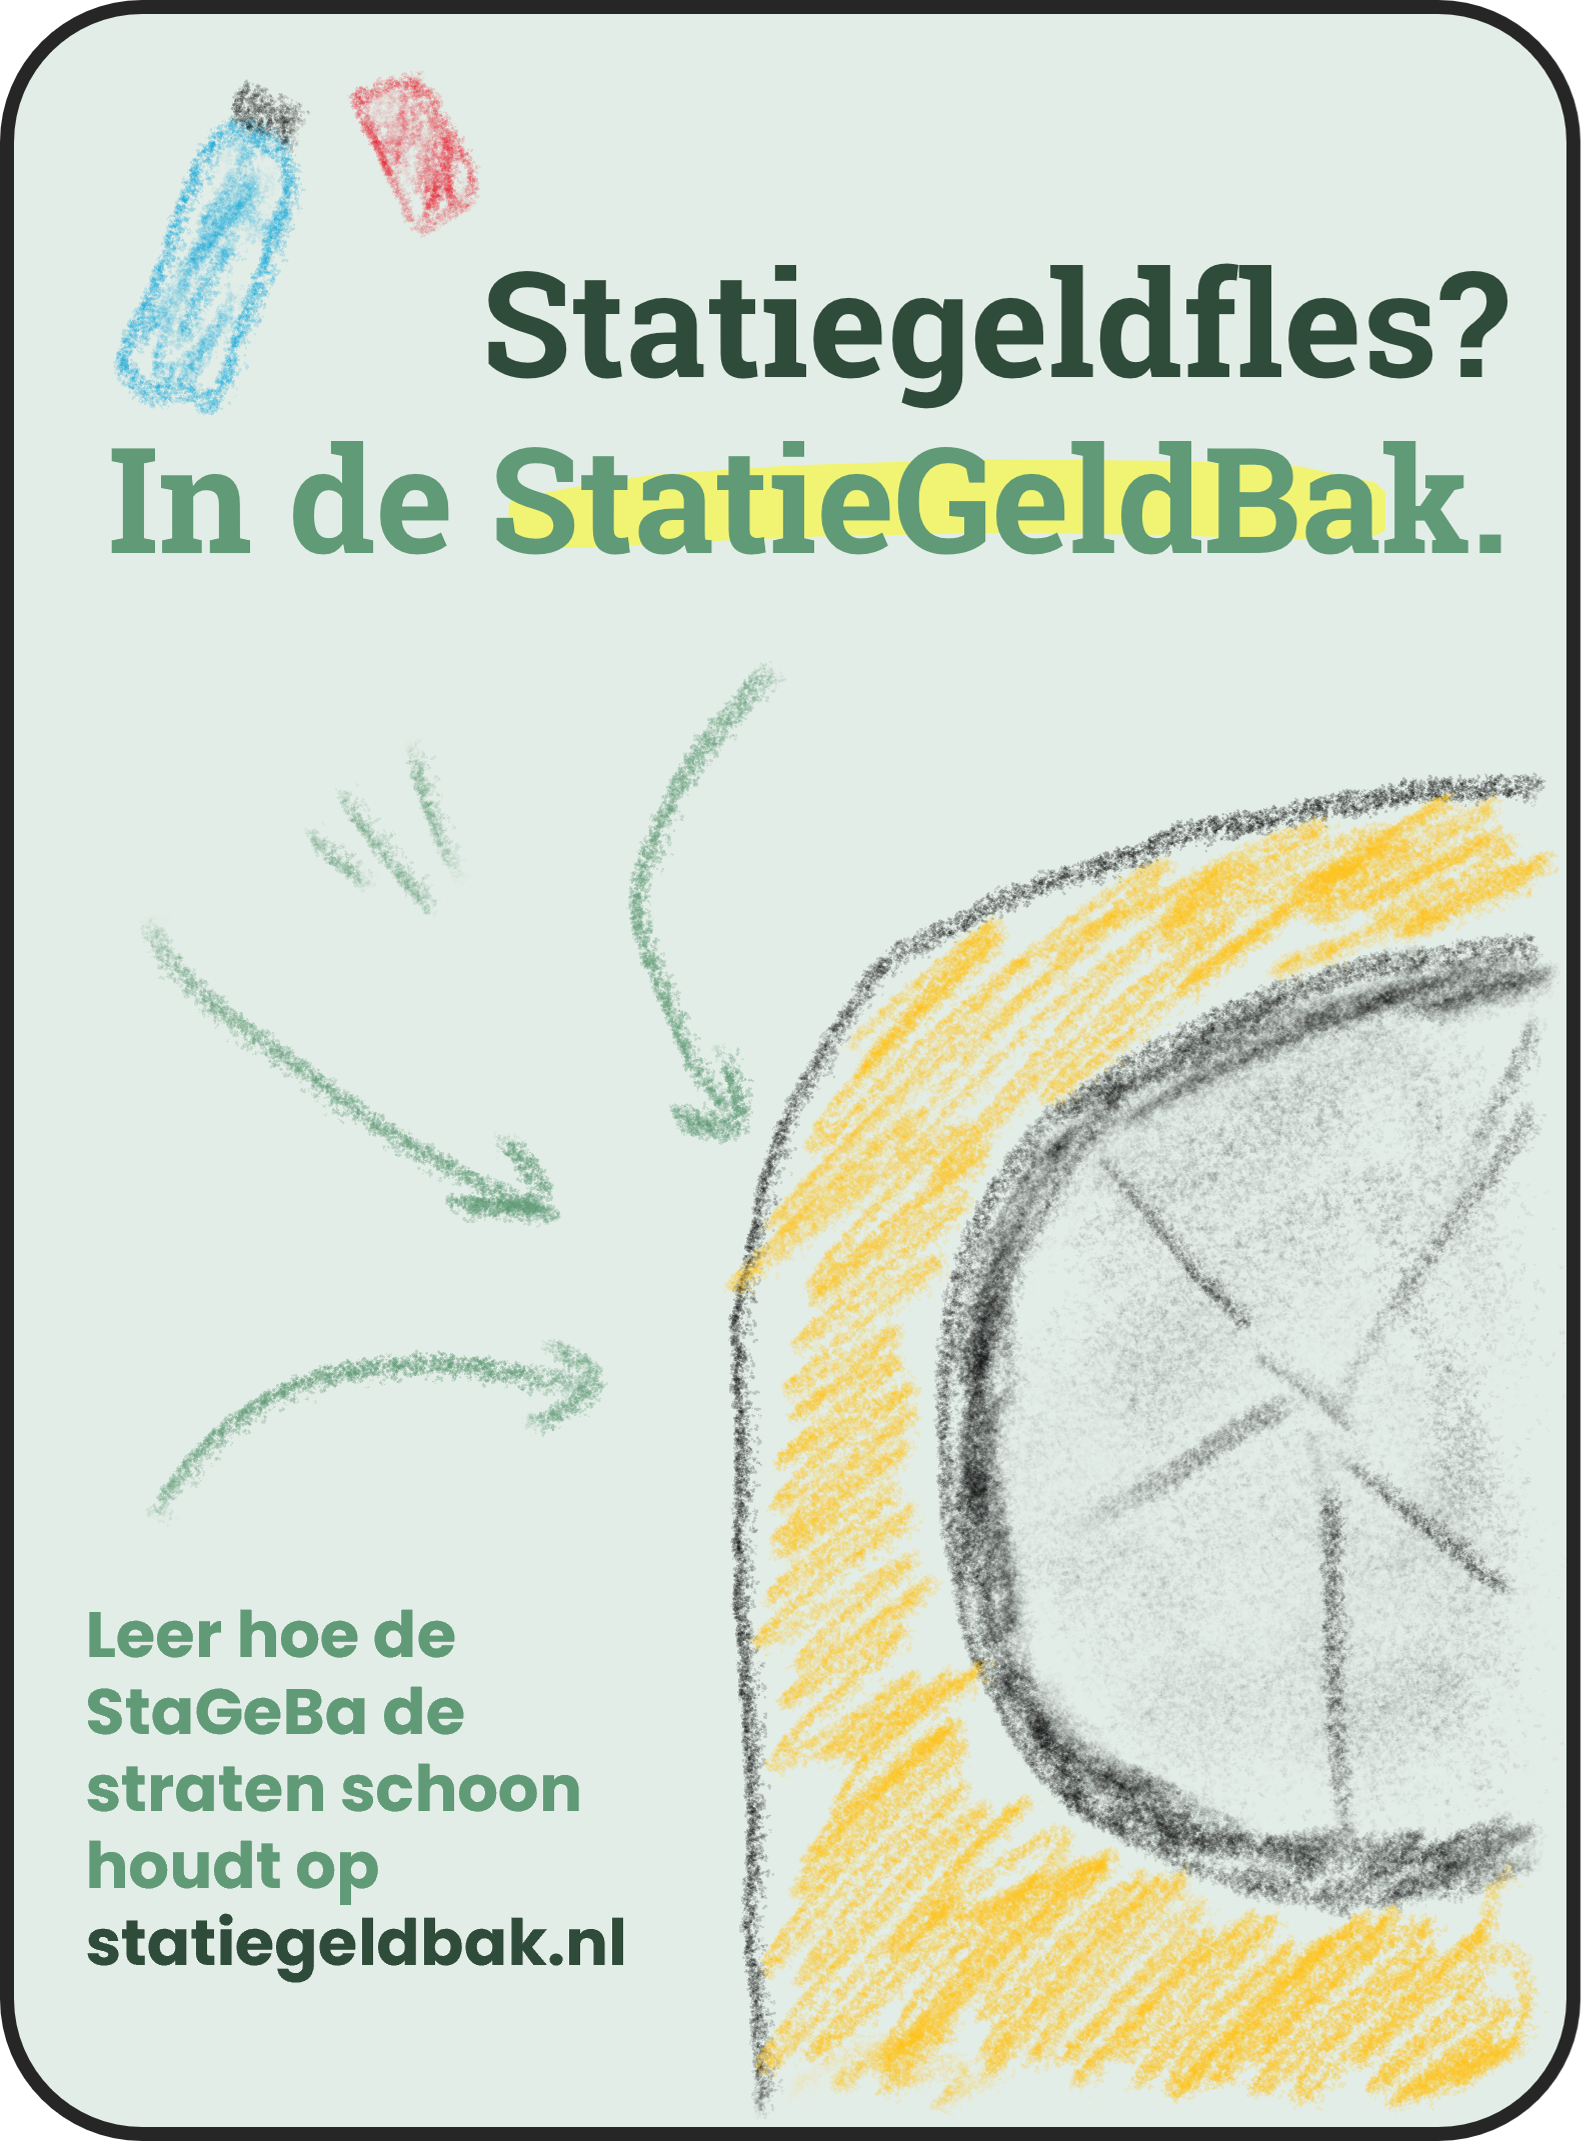 Statiegeldfles?
In de StatieGeldBak.
Leer hoe de
StaGeBa de
straten schoon
houdt op
statiegeldbak.nl